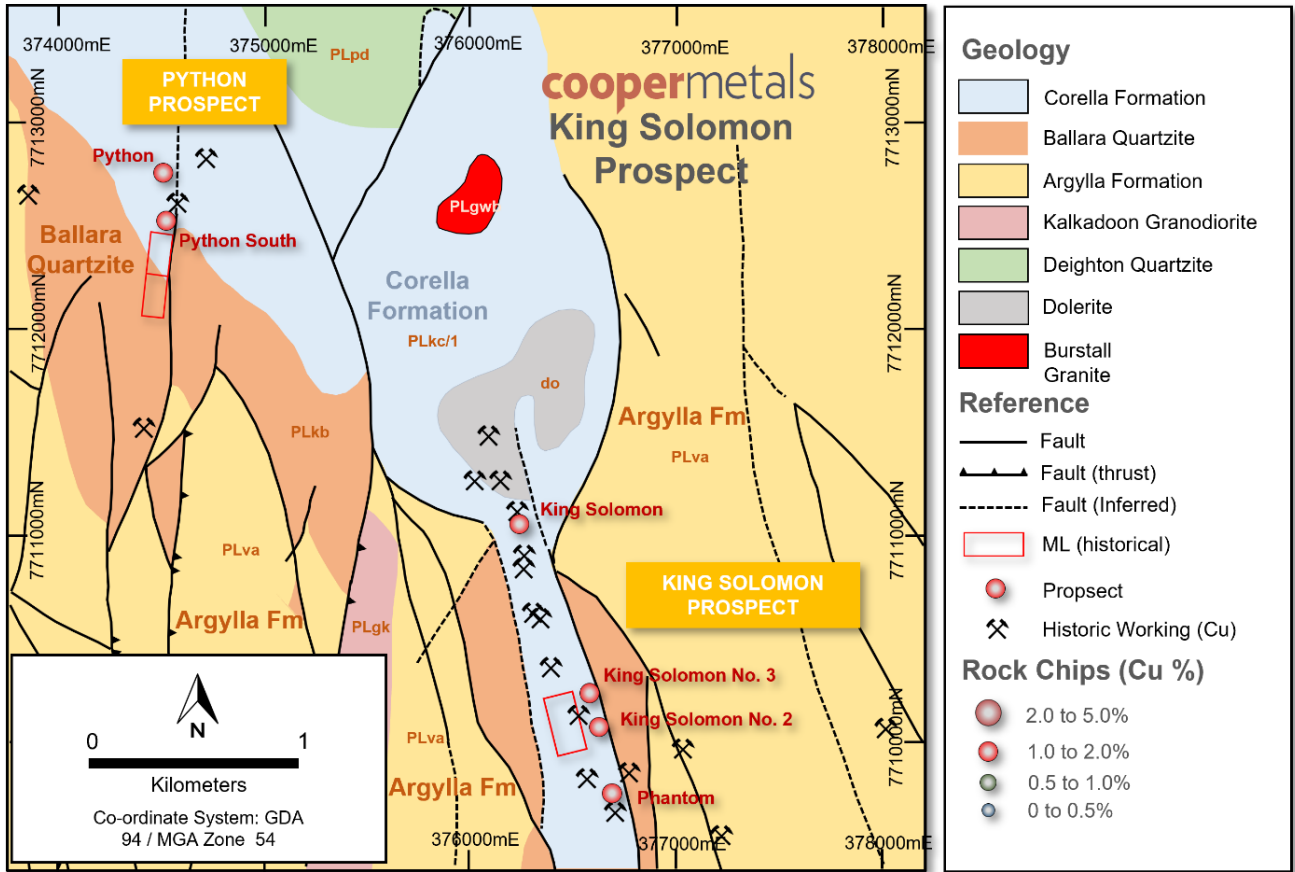 374000mE
375000mE
376000mE
377000mE
378000mE
PLpd
PYTHON
PROSPECT
coopermetals
King Solomon
Prospect
7713000mN
7713000mN
Python
PLgwb
Python South
Ballara
Quartzite
Corella
Formation
PLkc/1
7712000mN
7712000mN
do
Argylla Fm
PLkb
PLva
King Solomon
7711000mN
7711000mN
PLva
KING SOLOMON
PROSPECT
Argylla Fm
PLgk
King Solomon No. 3
King Solomon No. 2
PLva
7710000mN
Argylla Fm
Phantom
376000mE
377000mE
378000mE
N
0
1
Kilometers
Co-ordinate System: GDA
94 / MGA Zone 54
Geology
Corella Formation
Ballara Quartzite
Argylla Formation
Kalkadoon Granodiorite
Deighton Quartzite
Dolerite
Burstall
Granite
Reference
Fault
Fault (thrust)
Fault (Inferred)
ML (historical)
Propsect
Historic Working (Cu)
Rock Chips (Cu %)
2.0 to 5.0%
1.0 to 2.0%
0.5 to 1.0%
0 to 0.5%